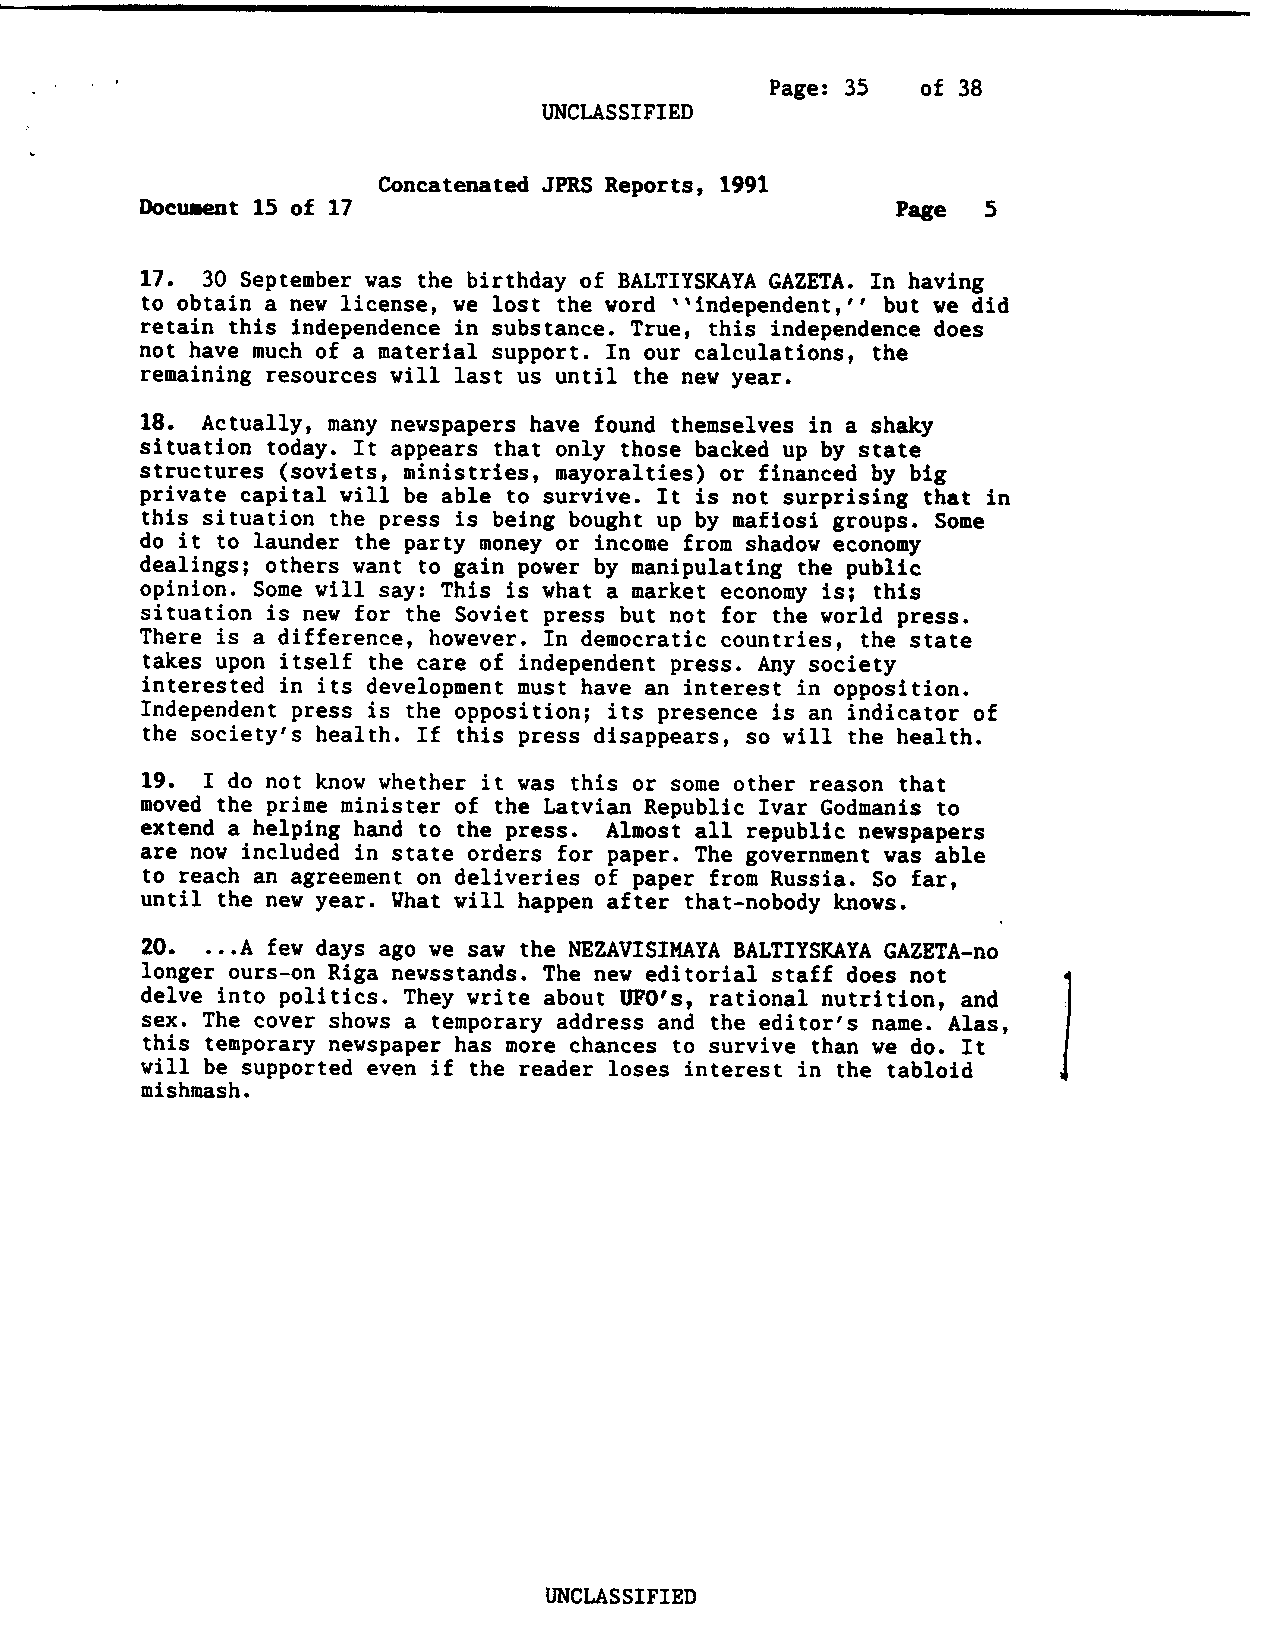 Page: 35 of 38
UNCLASSIFIED
Concatenated JPRS Reports, 1991
Document 15 of 17 Page 5
17. 30 September was the birthday of BALTIYSKAYA GAZETA. In having
to obtain a new license, we lost the word ``independent,'' but we did
retain this independence in substance. True, this independence does
not have much of a material support. In our calculations, the
remaining resources will last us until the new year.
18. Actually, many newspapers have found themselves in a shaky
situation today. It appears that only those backed up by state
structures (soviets, ministries, mayoralties) or financed by big
private capital will be able to survive. It is not surprising that in
this situation the press is being bought up by mafiosi groups. Some
do it to launder the party money or income from shadow economy
dealings; others want to gain power by manipulating the public
opinion. Some will say: This is what a market economy is; this
situation is new for the Soviet press but not for the world press.
There is a difference, however. In democratic countries, the state
takes upon itself the care of independent press. Any society
interested in its development must have an interest in opposition.
Independent press is the opposition; its presence is an indicator of
the society's health. If this press disappears, so will the health.
19. I do not know whether it was this or some other reason that
moved the prime minister of the Latvian Republic Ivar Godmanis to
extend a helping hand to the press. Almost all republic newspapers
are now included in state orders for paper. The government was able
to reach an agreement on deliveries of paper from Russia. So far,
until the new year. What will happen after that-nobody knows.
20. ...A few days ago we saw the NEZAVISIMAYA BALTIYSKAYA GAZETA-no
longer ours-on Riga newsstands. The new editorial staff does not
delve into politics. They write about UFO's, rational nutrition, and
sex. The cover shows a temporary address and the editor's name. Alas,
this temporary newspaper has more chances to survive than we do. It
will be supported even if the reader loses interest in the tabloid
mishmash.
UNCLASSIFIED